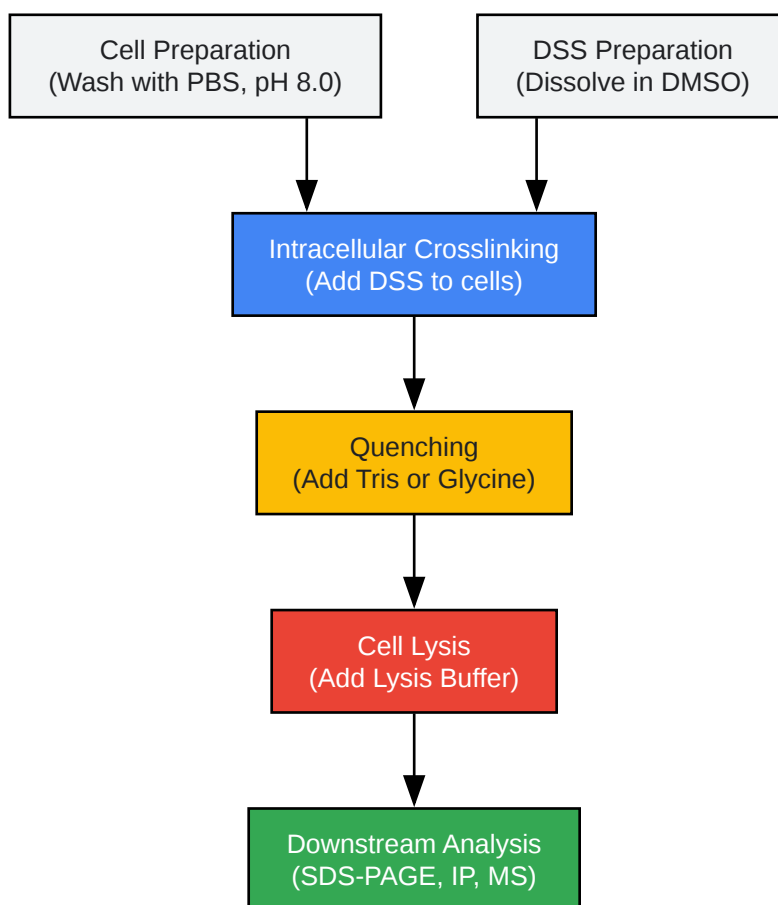 Cell Preparation
(Wash with PBS, pH 8.0)
DSS Preparation
(Dissolve in DMSO)
Intracellular Crosslinking
(Add DSS to cells)
Quenching
(Add Tris or Glycine)
Cell Lysis
(Add Lysis Buffer)
Downstream Analysis
(SDS-PAGE, IP, MS)